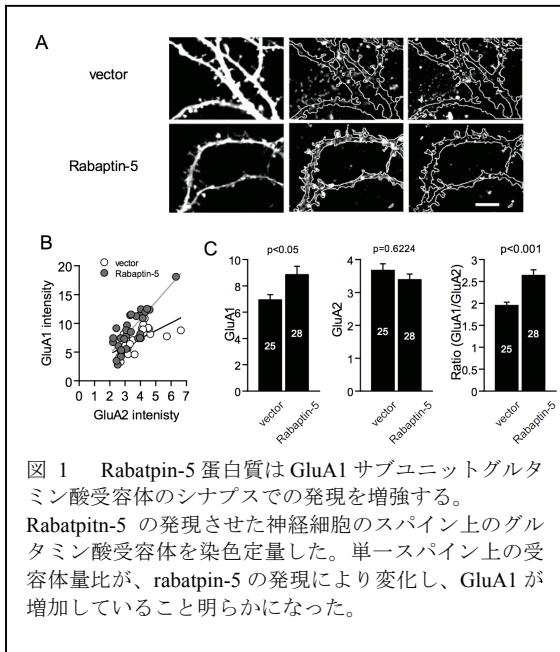 A
vector
Rabaptin-5
B
vector
Rabaptin-5
GluA1 intensity
20
15
10
5
0
0 1 2 3 4 5 6 7
GluA2 intenisty
C
p<0.05
GluA1
10
8
6
4
2
0
25
28
vector
Rabaptin-5
p=0.6224
GluA2
4
3
2
1
0
25
28
vector
Rabaptin-5
p<0.001
Ratio (GluA1/GluA2)
3
2.5
2
1.5
1
0.5
0
25
28
vector
Rabaptin-5
図 1 Rabatpin-5 蛋白質は GluA1 サブユニットグルタ
ミン酸受容体のシナプスでの発現を増強する。
Rabatpitn-5 の発現させた神経細胞のスパイン上のグル
タミン酸受容体を染色定量した。単一スパイン上の受
容体量比が、rabatpin-5 の発現により変化し、GluA1 が
増加していること明らかになった。